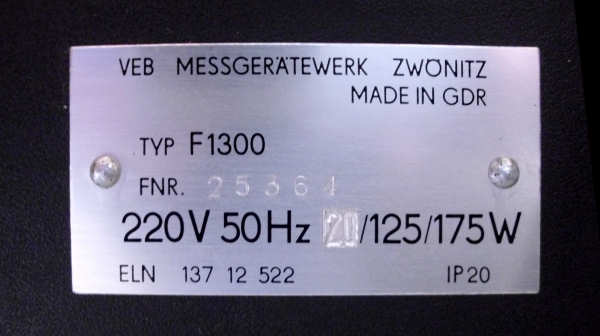 VEB MESSGERÄTEWERK ZWÖNITZ
MADE IN GDR
TYP F1300
FNR. 25364
220V 50Hz 20/125/175W
ELN 137 12 522 IP20